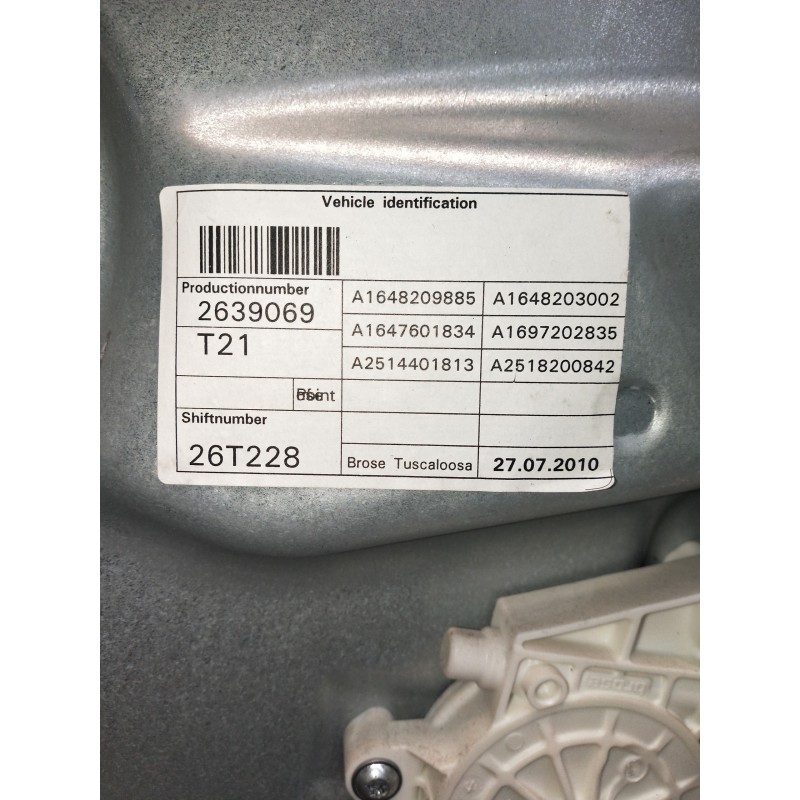 Vehicle identification
Productionnumber
2639069
A1648209885 A1648203002
T21
A1647601834 A1697202835
A2514401813 A2518200842
Shiftnumber
26T228
Brose Tuscaloosa 27.07.2010